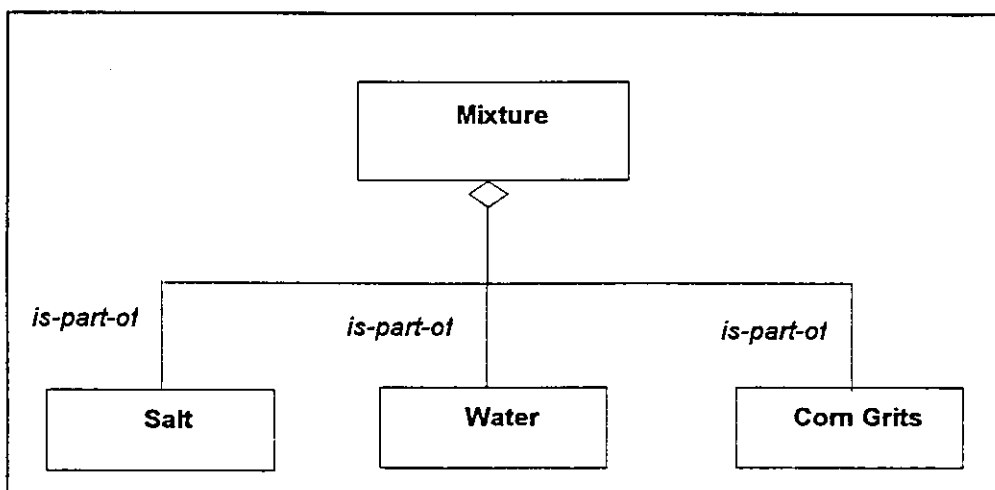 Mixture
is-part-of
is-part-of
is-part-of
Salt
Water
Corn Grits